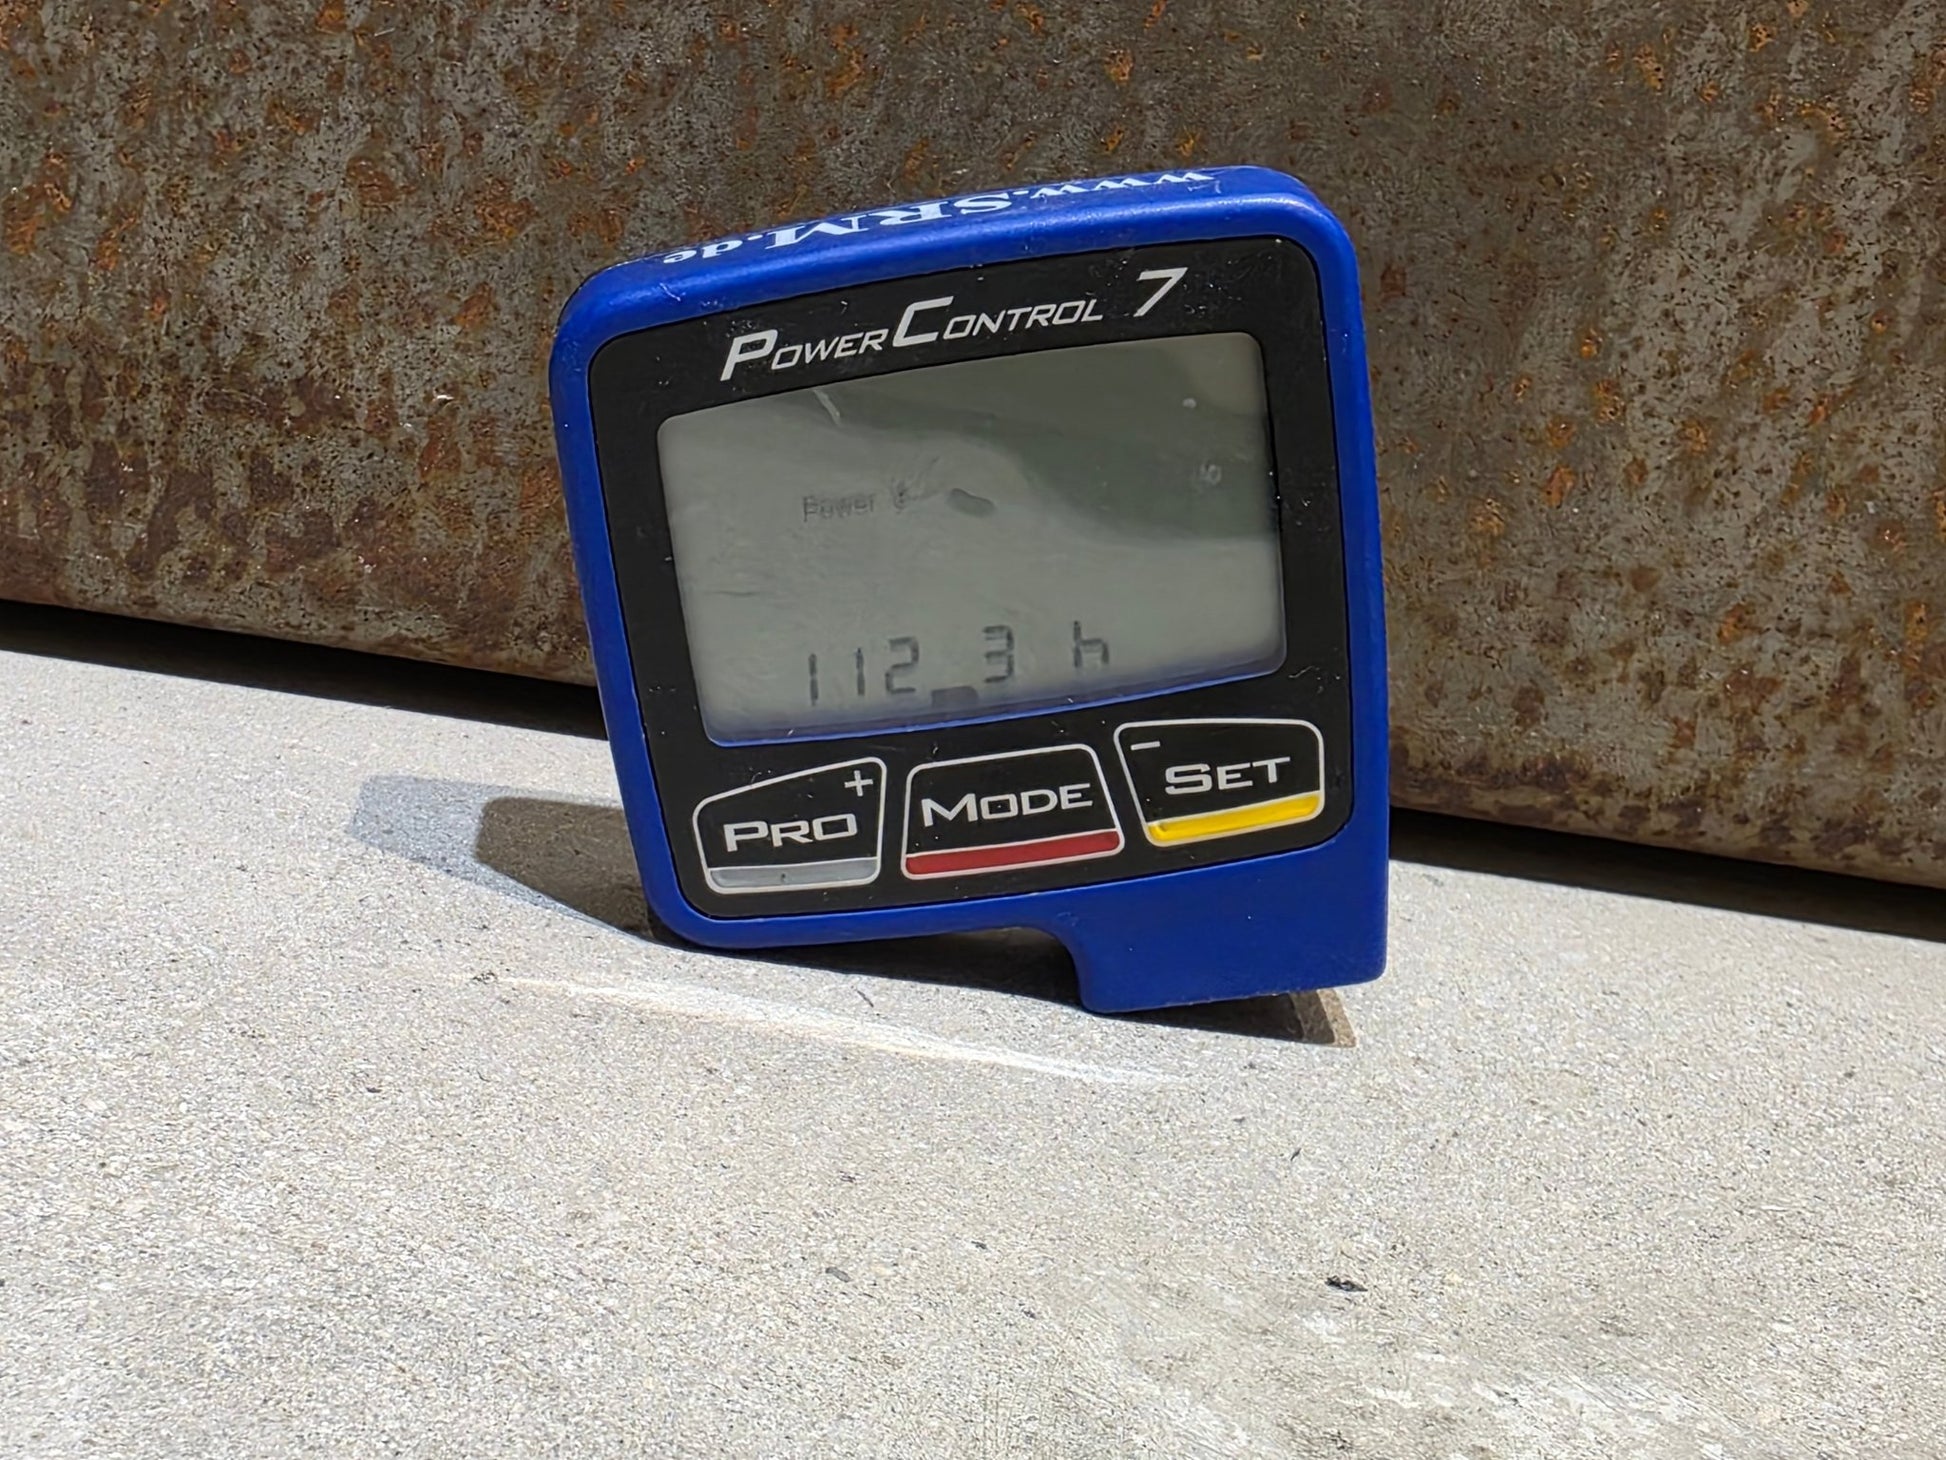 www.SRM.de
POWERCONTROL 7
Power
112.3 h
PRO +
MODE
− SET